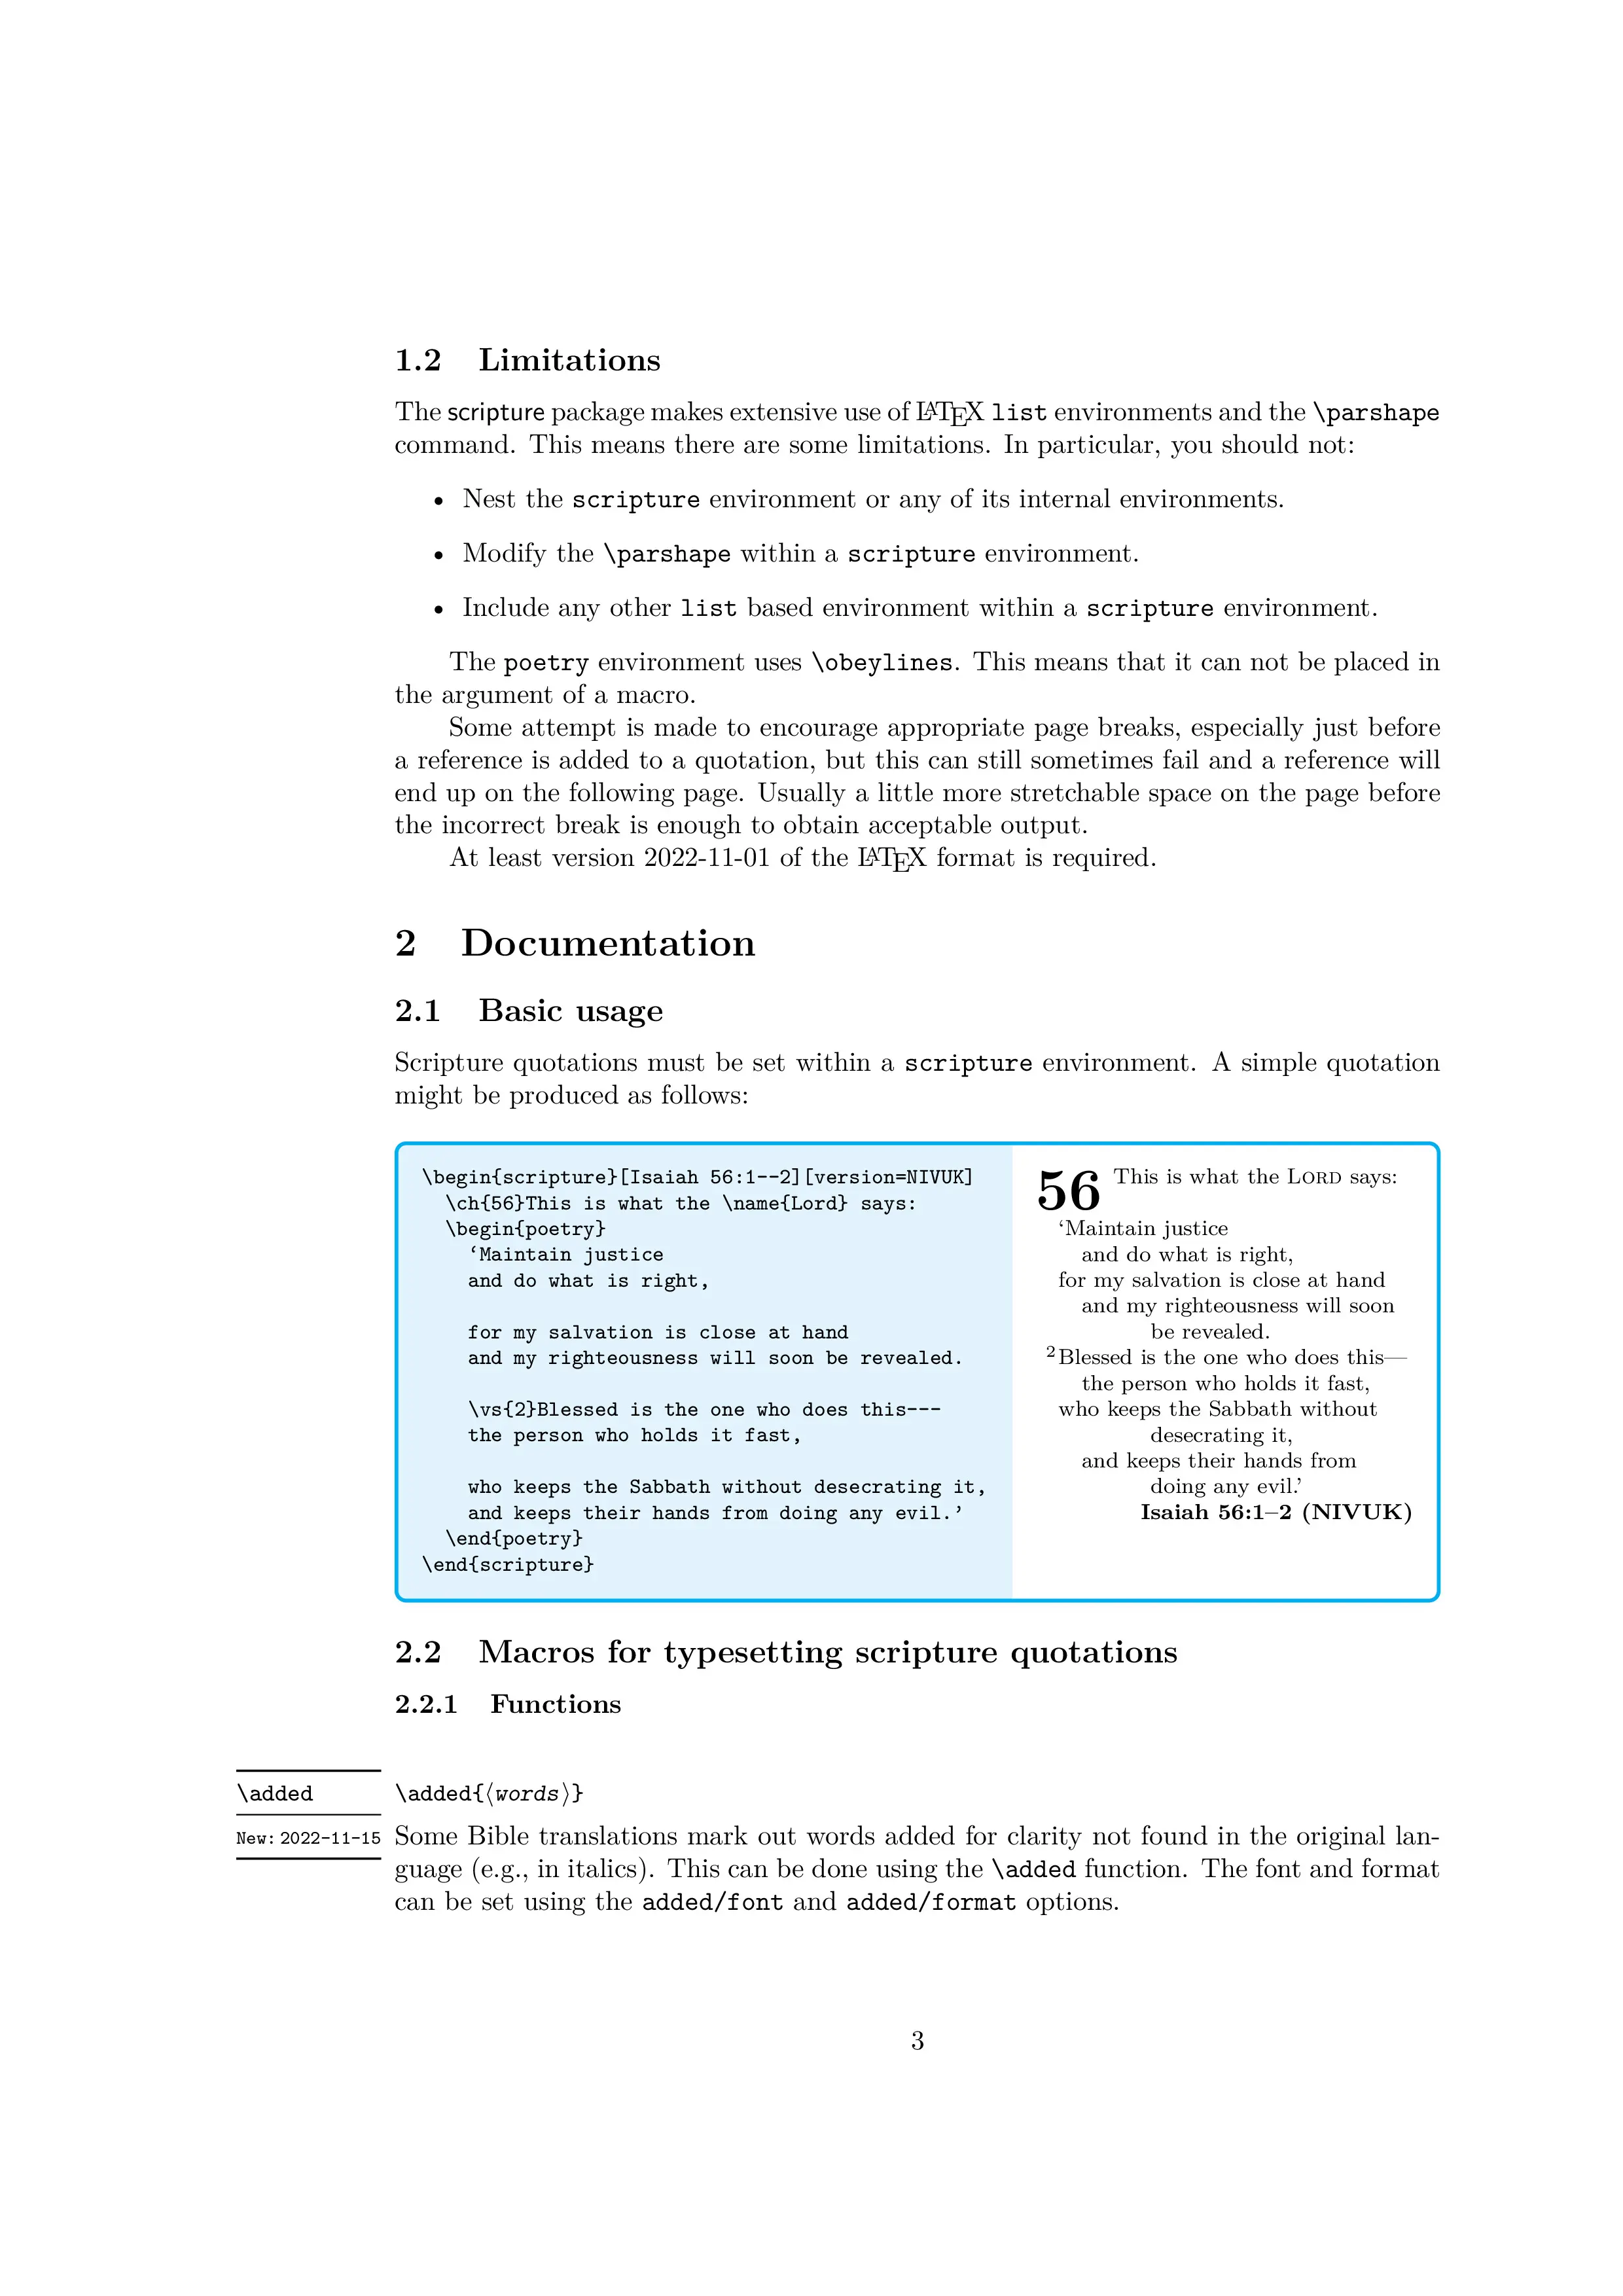 1.2 Limitations
The scripture package makes extensive use of LATEX list environments and the \parshape
command. This means there are some limitations. In particular, you should not:
• Nest the scripture environment or any of its internal environments.
• Modify the \parshape within a scripture environment.
• Include any other list based environment within a scripture environment.
The poetry environment uses \obeylines. This means that it can not be placed in
the argument of a macro.
Some attempt is made to encourage appropriate page breaks, especially just before
a reference is added to a quotation, but this can still sometimes fail and a reference will
end up on the following page. Usually a little more stretchable space on the page before
the incorrect break is enough to obtain acceptable output.
At least version 2022-11-01 of the LATEX format is required.
2 Documentation
2.1 Basic usage
Scripture quotations must be set within a scripture environment. A simple quotation
might be produced as follows:
\begin{scripture}[Isaiah 56:1--2][version=NIVUK]
\ch{56}This is what the \name{Lord} says:
\begin{poetry}
‘Maintain justice
and do what is right,
for my salvation is close at hand
and my righteousness will soon be revealed.
\vs{2}Blessed is the one who does this---
the person who holds it fast,
who keeps the Sabbath without desecrating it,
and keeps their hands from doing any evil.’
\end{poetry}
\end{scripture}
56 This is what the Lord says:
‘Maintain justice
and do what is right,
for my salvation is close at hand
and my righteousness will soon
be revealed.
2Blessed is the one who does this—
the person who holds it fast,
who keeps the Sabbath without
desecrating it,
and keeps their hands from
doing any evil.’
Isaiah 56:1–2 (NIVUK)
2.2 Macros for typesetting scripture quotations
2.2.1 Functions
\added
New: 2022-11-15
\added{⟨words⟩}
Some Bible translations mark out words added for clarity not found in the original lan-
guage (e.g., in italics). This can be done using the \added function. The font and format
can be set using the added/font and added/format options.
3